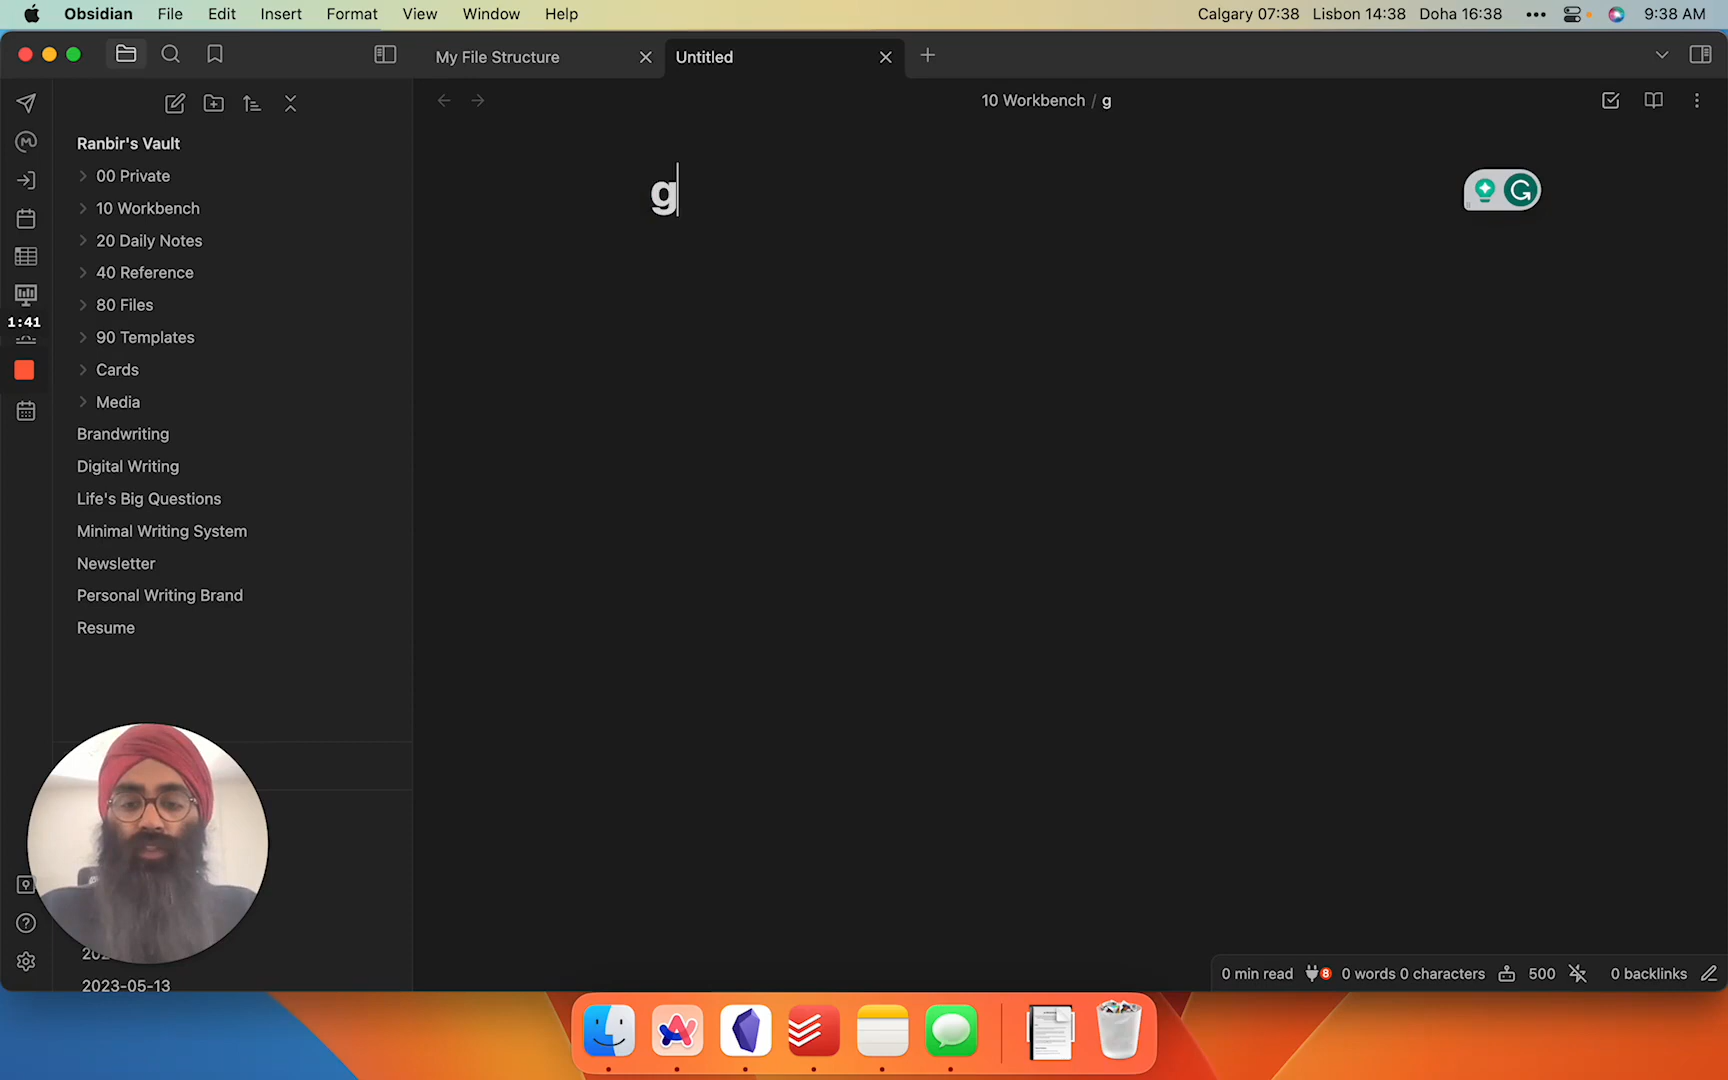 Obsidian File Edit Insert Format View Window Help Calgary 07:38 Lisbon 14:38 Doha 16:38 9:38 AM
My File Structure Untitled
10 Workbench / g
Ranbir's Vault
00 Private
10 Workbench
20 Daily Notes
40 Reference
80 Files
90 Templates
Cards
Media
Brandwriting
Digital Writing
Life's Big Questions
Minimal Writing System
Newsletter
Personal Writing Brand
Resume
1:41
g
2023-05-13
0 min read 8 0 words 0 characters 500 0 backlinks